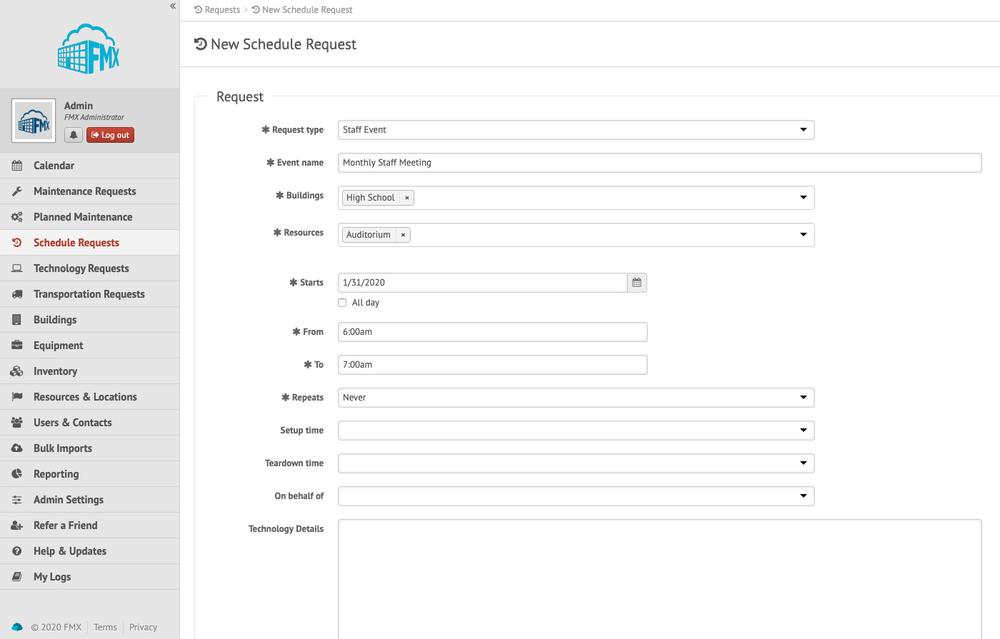 «
Requests › New Schedule Request
FMX
New Schedule Request
Admin
FMX Administrator
Log out
Calendar
Maintenance Requests
Planned Maintenance
Schedule Requests
Technology Requests
Transportation Requests
Buildings
Equipment
Inventory
Resources & Locations
Users & Contacts
Bulk Imports
Reporting
Admin Settings
Refer a Friend
Help & Updates
My Logs
© 2020 FMX Terms Privacy
Request
✱ Request type Staff Event
✱ Event name Monthly Staff Meeting
✱ Buildings High School ×
✱ Resources Auditorium ×
✱ Starts 1/31/2020
All day
✱ From 6:00am
✱ To 7:00am
✱ Repeats Never
Setup time
Teardown time
On behalf of
Technology Details